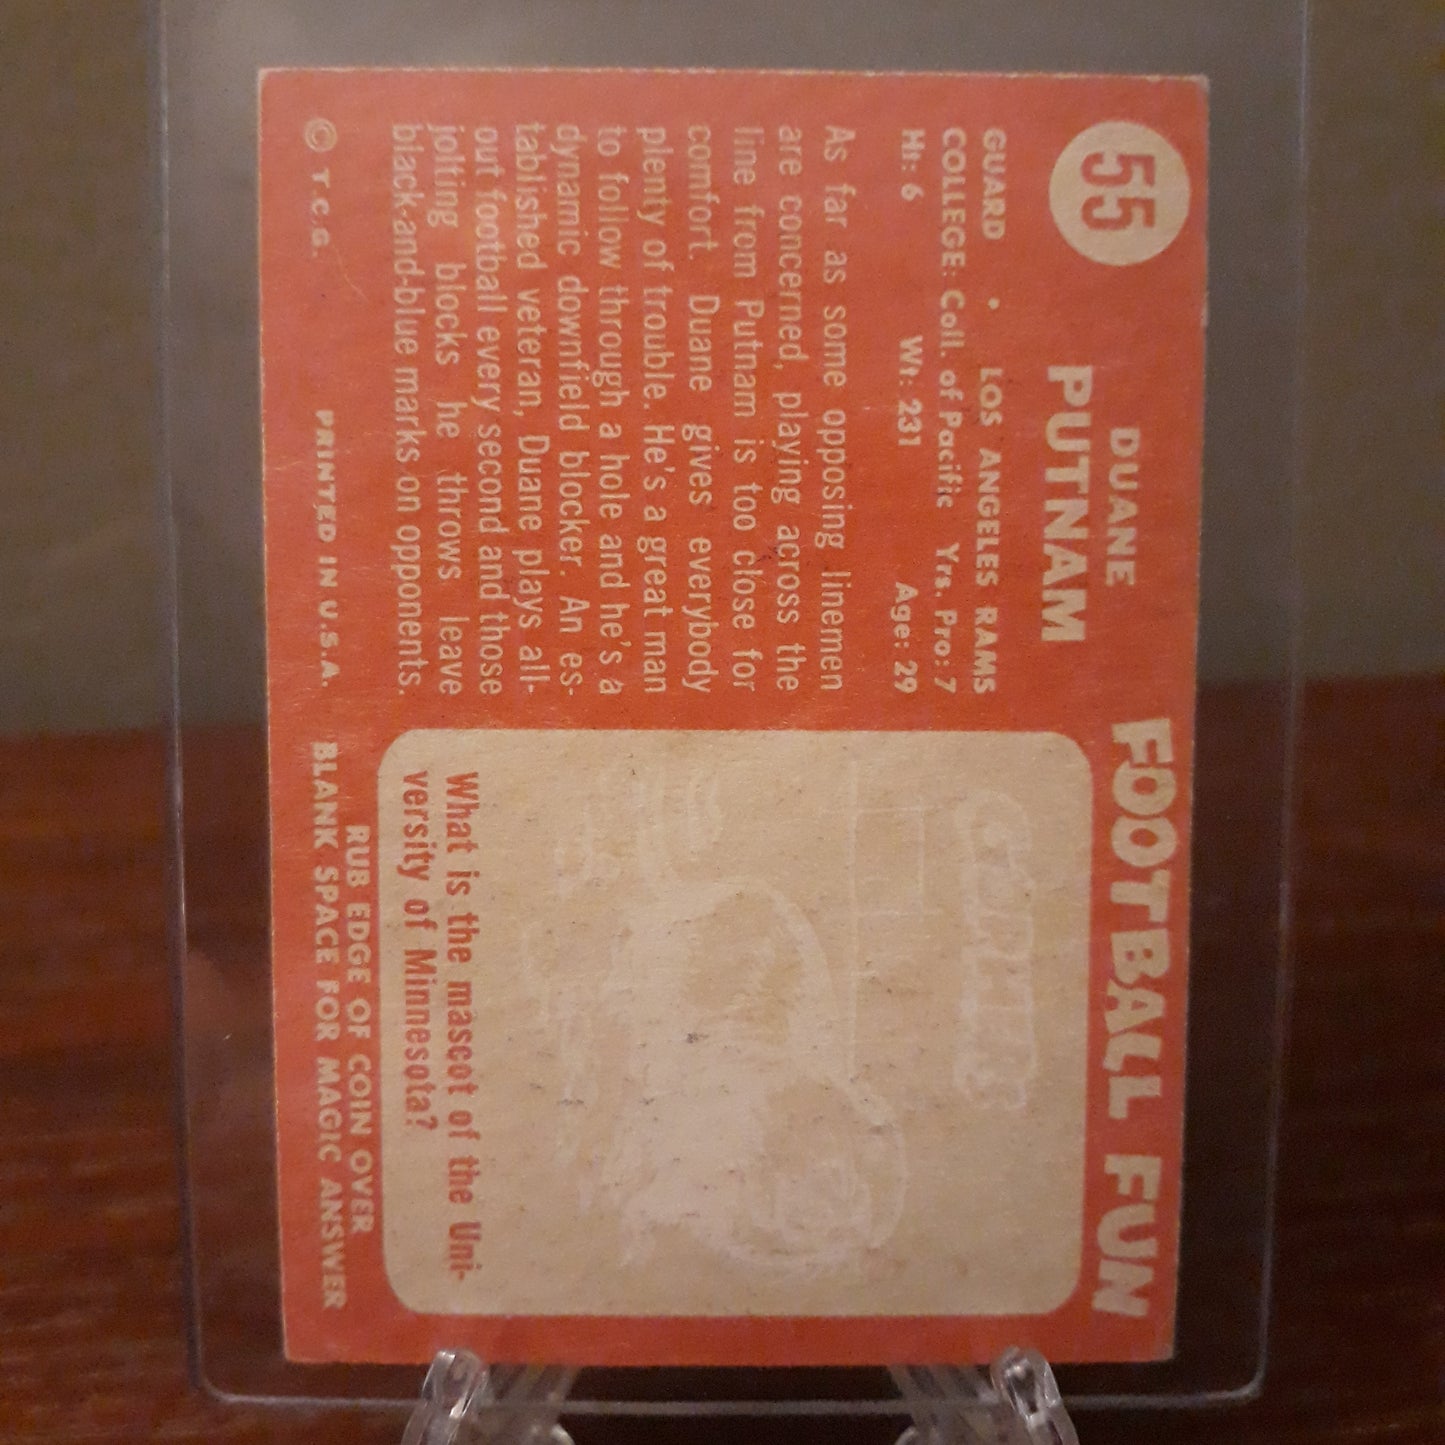 55
DUANE
PUTNAM
GUARD • LOS ANGELES RAMS
COLLEGE: Coll. of Pacific Yrs. Pro: 7
Ht: 6 Wt: 231 Age: 29
As far as some opposing linemen
are concerned, playing across the
line from Putnam is too close for
comfort. Duane gives everybody
plenty of trouble. He's a great man
to follow through a hole and he's a
dynamic downfield blocker. An es-
tablished veteran, Duane plays all-
out football every second and those
jolting blocks he throws leave
black-and-blue marks on opponents.
© T.C.G. PRINTED IN U.S.A.
FOOTBALL FUN
GOPHERS
What is the mascot of the Uni-
versity of Minnesota?
RUB EDGE OF COIN OVER
BLANK SPACE FOR MAGIC ANSWER